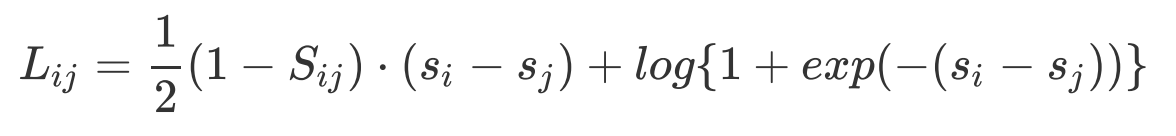 L_{ij} = \frac{1}{2}(1 - S_{ij}) \cdot (s_i - s_j) + log\{1 + exp(-(s_i - s_j))\}